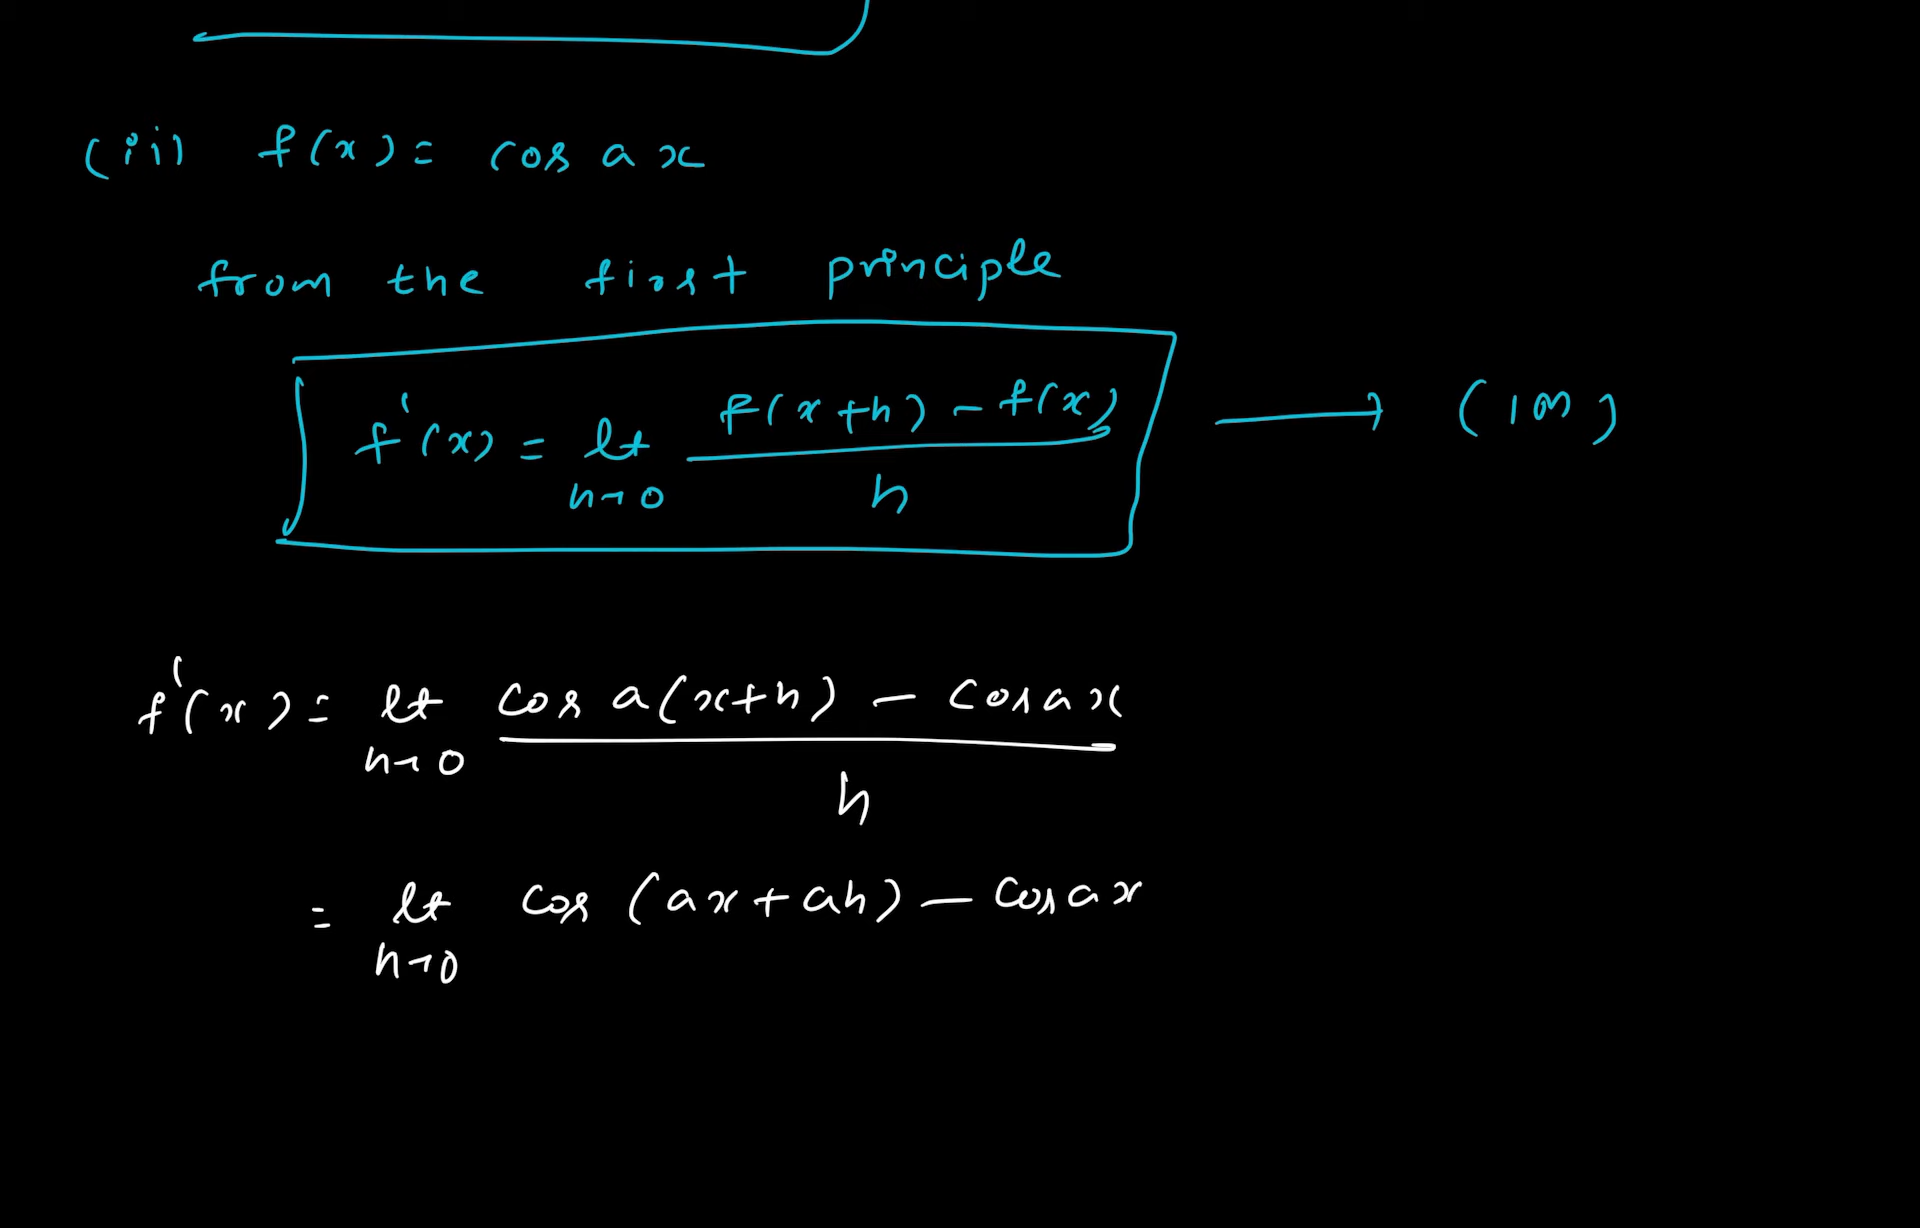 (ii) f(x) = cos ax
from the first principle
f'(x) = lt h→0 f(x+h) - f(x) / h → (1M)
f'(x) = lt h→0 cos a(x+h) - cos ax / h
= lt h→0 cos (ax+ah) - cos ax